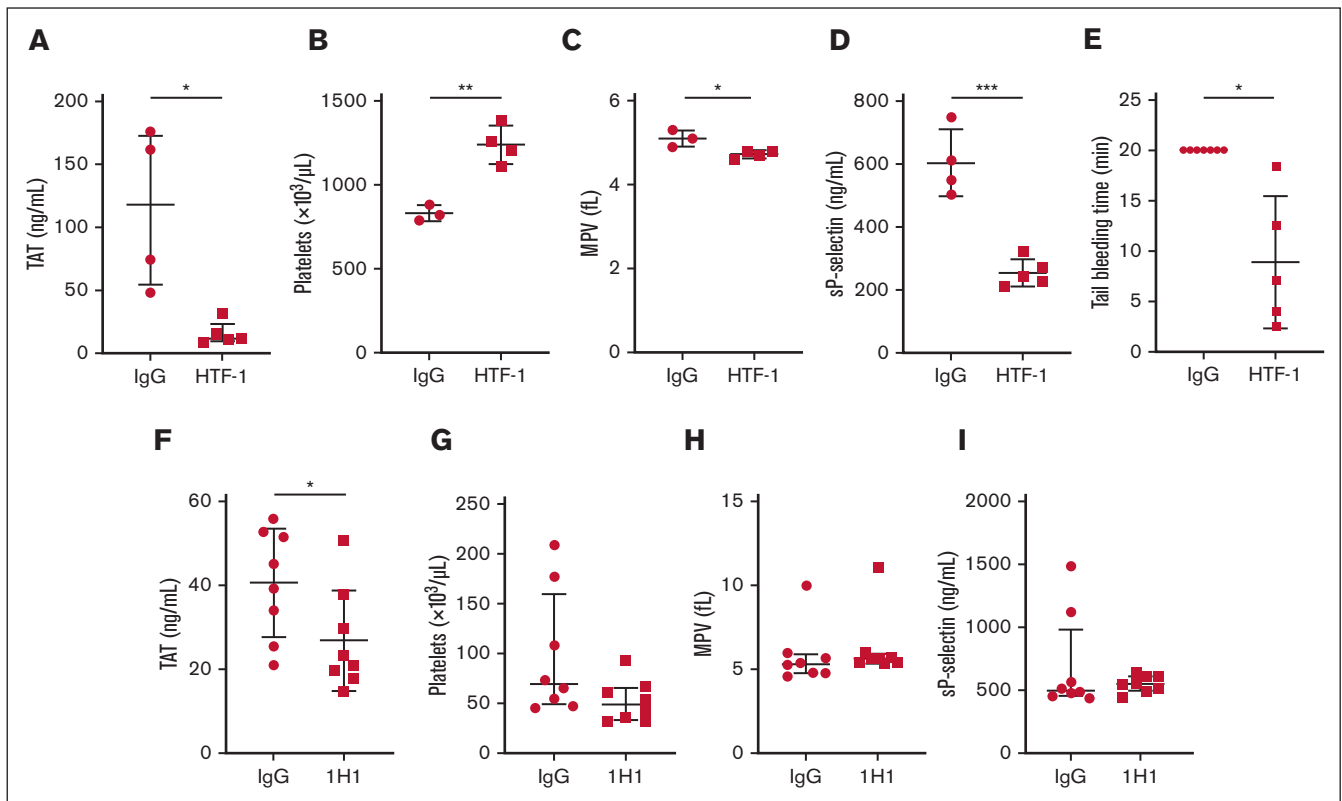 A
B
C
D
E
*
**
*
***
*
TAT (ng/mL)
200
150
100
50
0
IgG
HTF-1
Platelets (×10³/μL)
1500
1000
500
0
IgG
HTF-1
MPV (fL)
6
4
2
0
IgG
HTF-1
sP-selectin (ng/mL)
800
600
400
200
0
IgG
HTF-1
Tail bleeding time (min)
25
20
15
10
5
0
IgG
HTF-1
F
G
H
I
*
TAT (ng/mL)
60
40
20
0
IgG
1H1
Platelets (×10³/μL)
250
200
150
100
50
0
IgG
1H1
MPV (fL)
15
10
5
0
IgG
1H1
sP-selectin (ng/mL)
2000
1500
1000
500
0
IgG
1H1